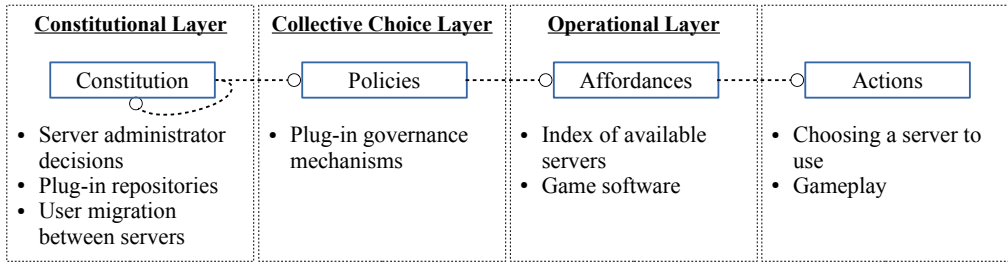 Constitutional Layer
Collective Choice Layer
Operational Layer
Constitution
Policies
Affordances
Actions
• Server administrator
decisions
• Plug-in repositories
• User migration
between servers
• Plug-in governance
mechanisms
• Index of available
servers
• Game software
• Choosing a server to
use
• Gameplay